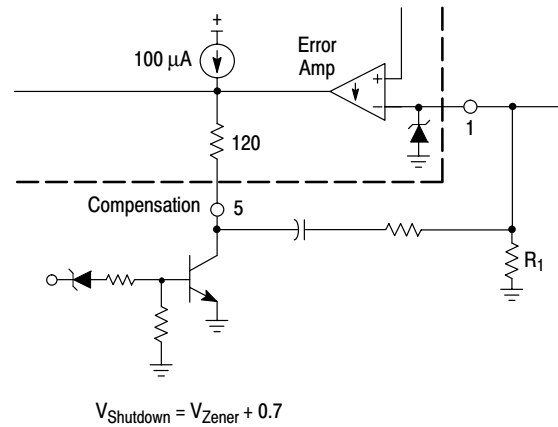 +
100 µA
Error
Amp
+
−
1
120
Compensation
5
R1
VShutdown = VZener + 0.7